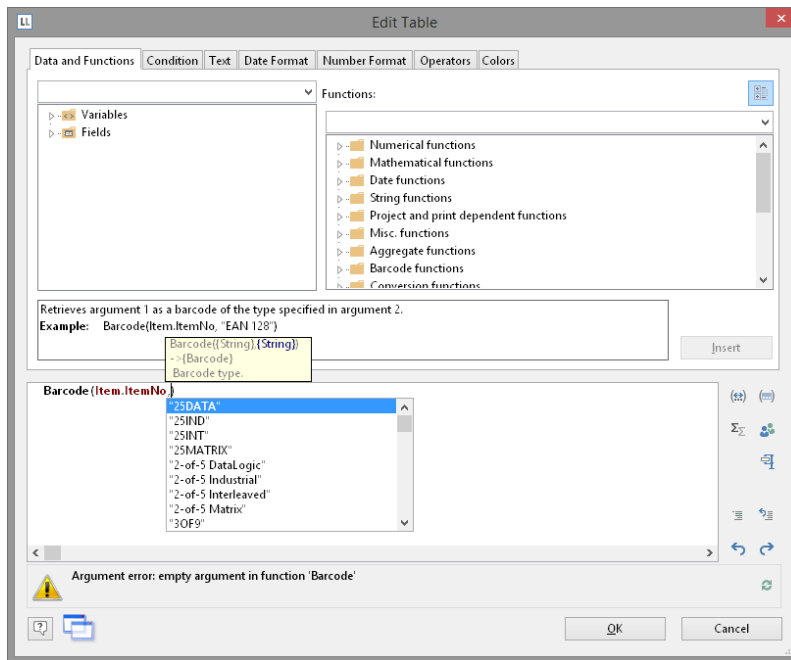 LL
Edit Table
Data and Functions Condition Text Date Format Number Format Operators Colors
Functions:
Variables
Fields
Numerical functions
Mathematical functions
Date functions
String functions
Project and print dependent functions
Misc. functions
Aggregate functions
Barcode functions
Conversion functions
Retrieves argument 1 as a barcode of the type specified in argument 2.
Example: Barcode(Item.ItemNo, "EAN 128")
Barcode({String},{String})
->{Barcode}
Barcode type.
Insert
Barcode(Item.ItemNo,)
"25DATA"
"25IND"
"25INT"
"25MATRIX"
"2-of-5 DataLogic"
"2-of-5 Industrial"
"2-of-5 Interleaved"
"2-of-5 Matrix"
"3OF9"
Argument error: empty argument in function 'Barcode'
OK Cancel